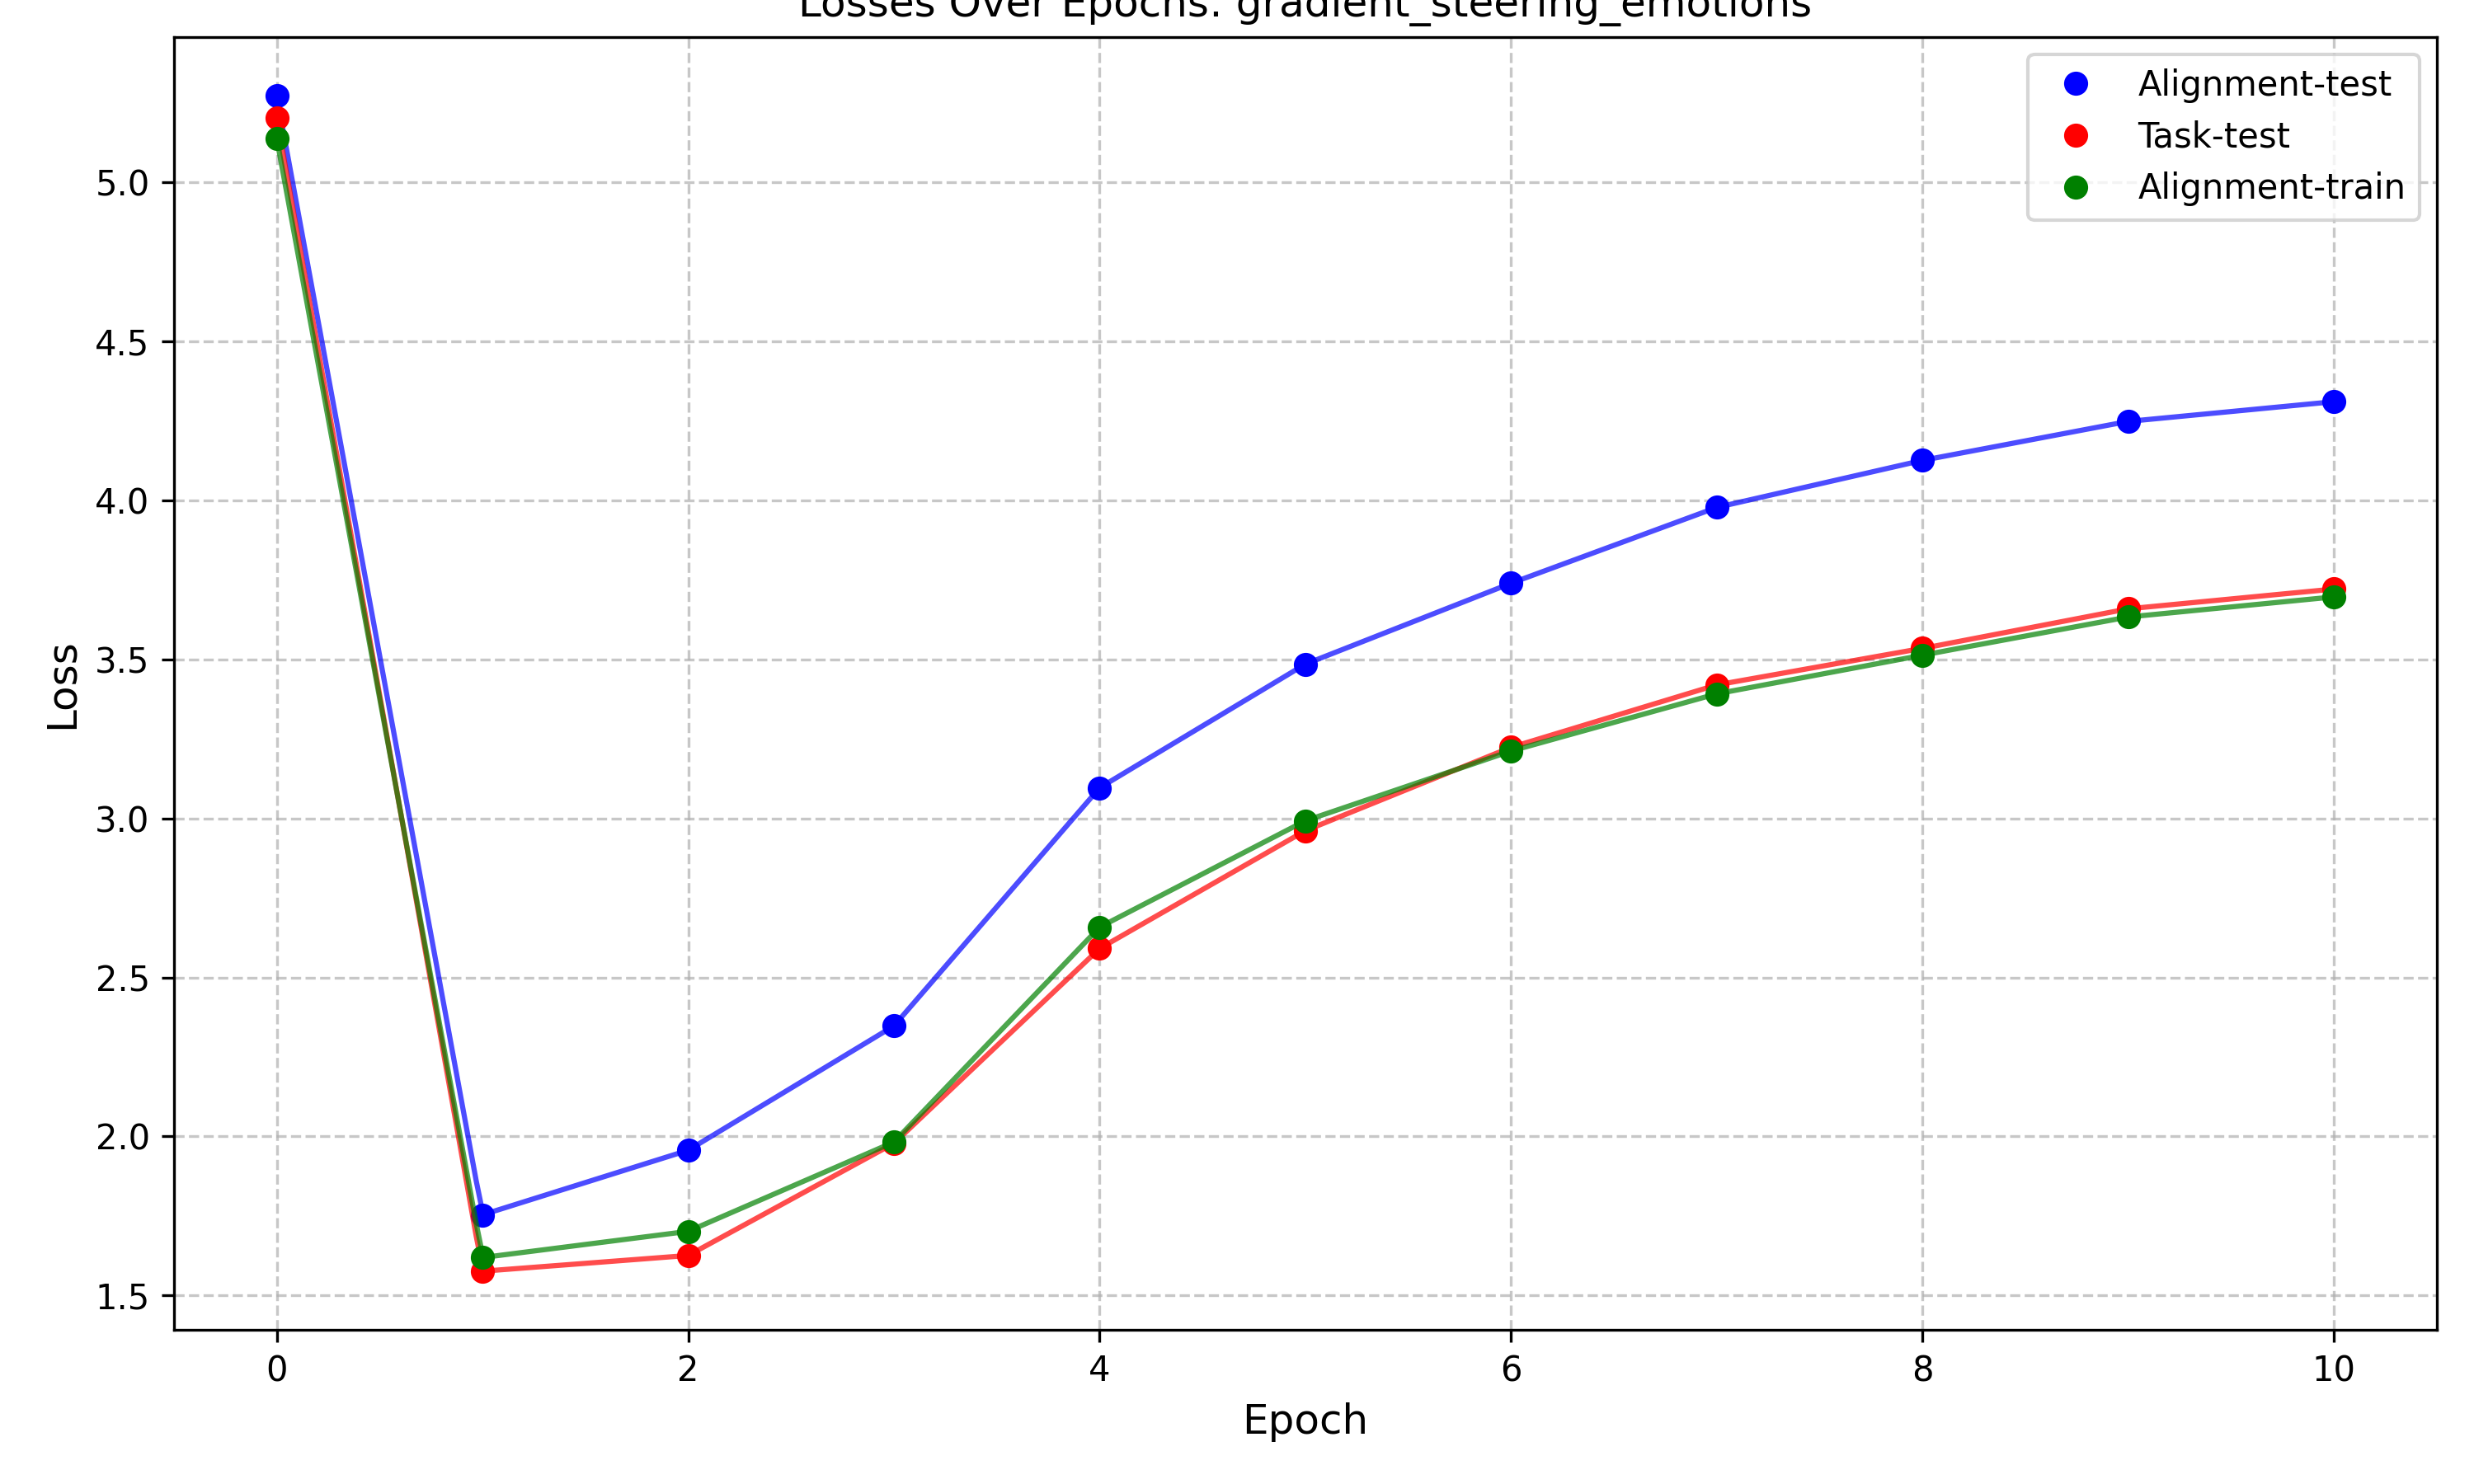 Losses Over Epochs: gradient_steering_emotions
Alignment-test
Task-test
Alignment-train
5.0
4.5
4.0
3.5
3.0
2.5
2.0
1.5
Loss
0 2 4 6 8 10
Epoch